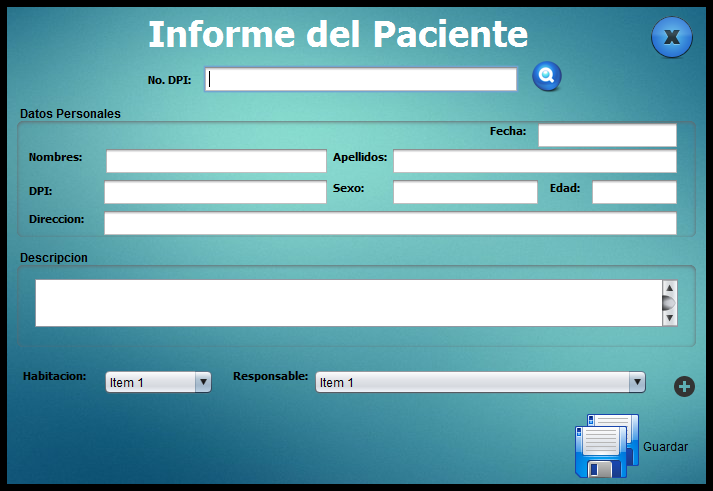 Informe del Paciente
X
No. DPI:
Datos Personales
Fecha:
Nombres: Apellidos:
DPI: Sexo: Edad:
Direccion:
Descripcion
Habitacion: Item 1 Responsable: Item 1
Guardar